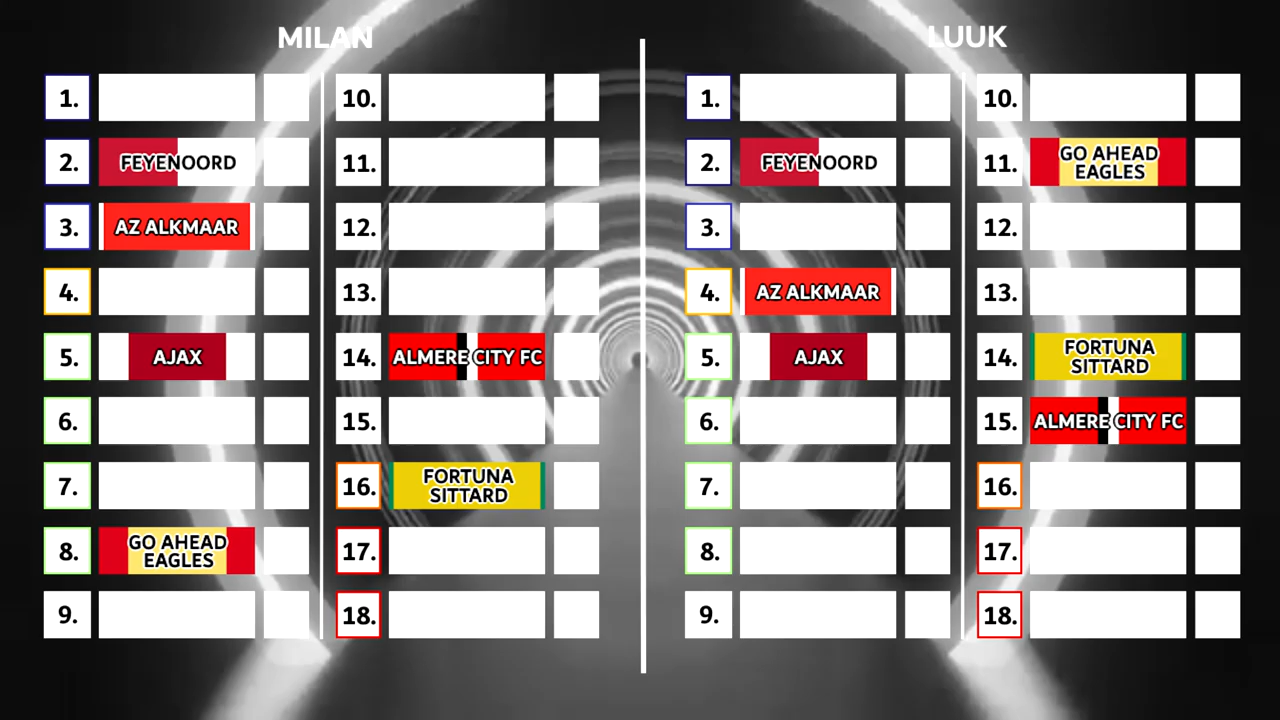 MILAN
1.
2. FEYENOORD
3. AZ ALKMAAR
4.
5. AJAX
6.
7.
8. GO AHEAD
EAGLES
9.
10.
11.
12.
13.
14. ALMERE CITY FC
15.
16. FORTUNA
SITTARD
17.
18.
LUUK
1.
2. FEYENOORD
3.
4. AZ ALKMAAR
5. AJAX
6.
7.
8.
9.
10.
11. GO AHEAD
EAGLES
12.
13.
14. FORTUNA
SITTARD
15. ALMERE CITY FC
16.
17.
18.